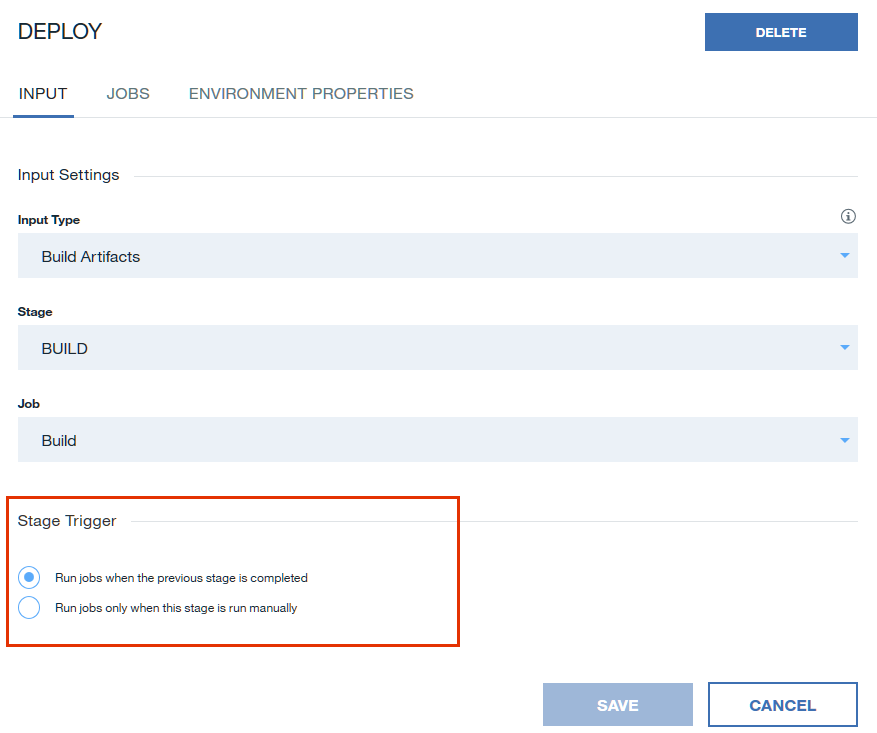 DEPLOY
DELETE
INPUT JOBS ENVIRONMENT PROPERTIES
Input Settings
Input Type
Build Artifacts
Stage
BUILD
Job
Build
Stage Trigger
Run jobs when the previous stage is completed
Run jobs only when this stage is run manually
SAVE CANCEL